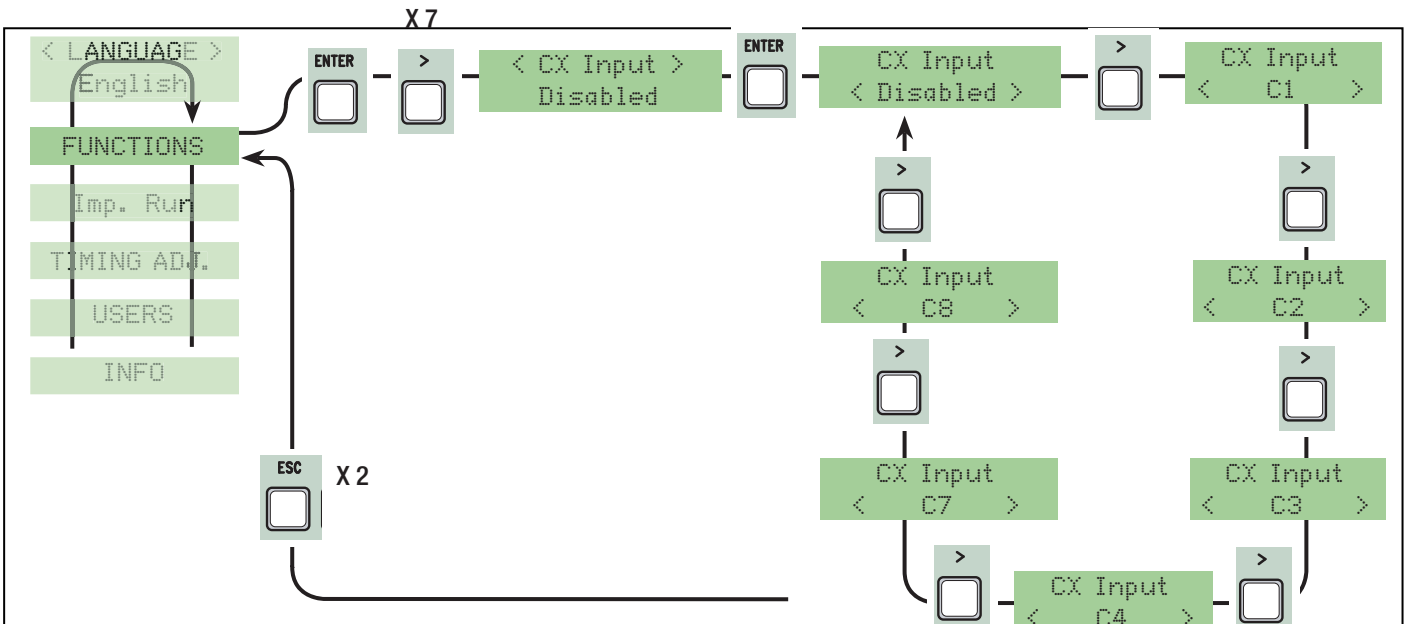 X 7
< LANGUAGE >
English
FUNCTIONS
Imp. Run
TIMING ADJ.
USERS
INFO
ENTER
>
< CX Input >
Disabled
ENTER
CX Input
< Disabled >
>
CX Input
< C1 >
>
CX Input
< C2 >
>
CX Input
< C3 >
>
CX Input
< C4 >
>
CX Input
< C7 >
>
CX Input
< C8 >
>
ESC
X 2